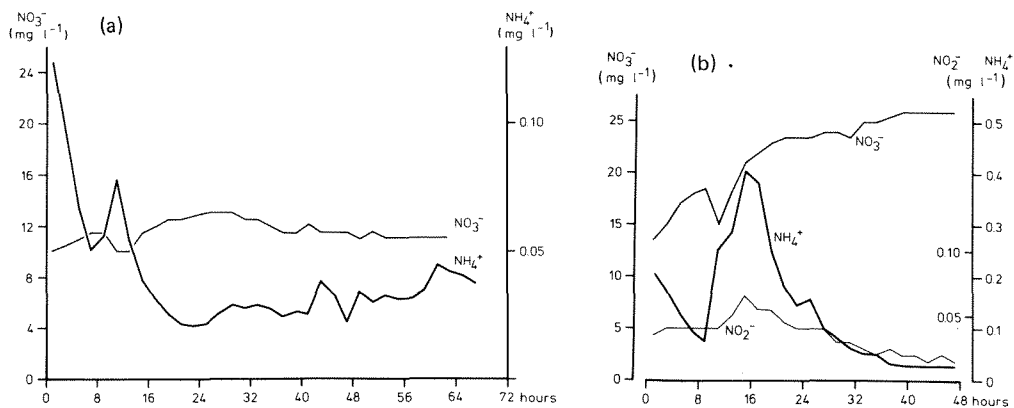 NO₃⁻
(mg l⁻¹)
(a)
NH₄⁺
(mg l⁻¹)
24
20
16
12
8
4
0
0.10
0.05
0
NO₃⁻
NH₄⁺
0 8 16 24 32 40 48 56 64 72 hours
NO₃⁻
(mg l⁻¹)
(b)
NO₂⁻ NH₄⁺
(mg l⁻¹)
25
20
15
10
5
0
0.10
0.05
0
0.5
0.4
0.3
0.2
0.1
0
NO₃⁻
NH₄⁺
NO₂⁻
0 8 16 24 32 40 48 hours